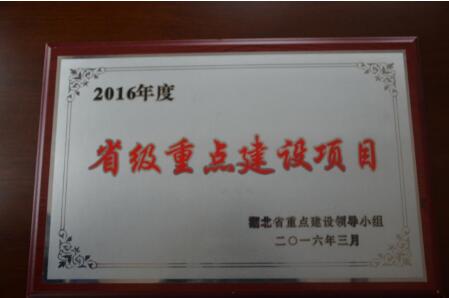 2016年度
省级重点建设项目
湖北省重点建设领导小组
二〇一六年三月